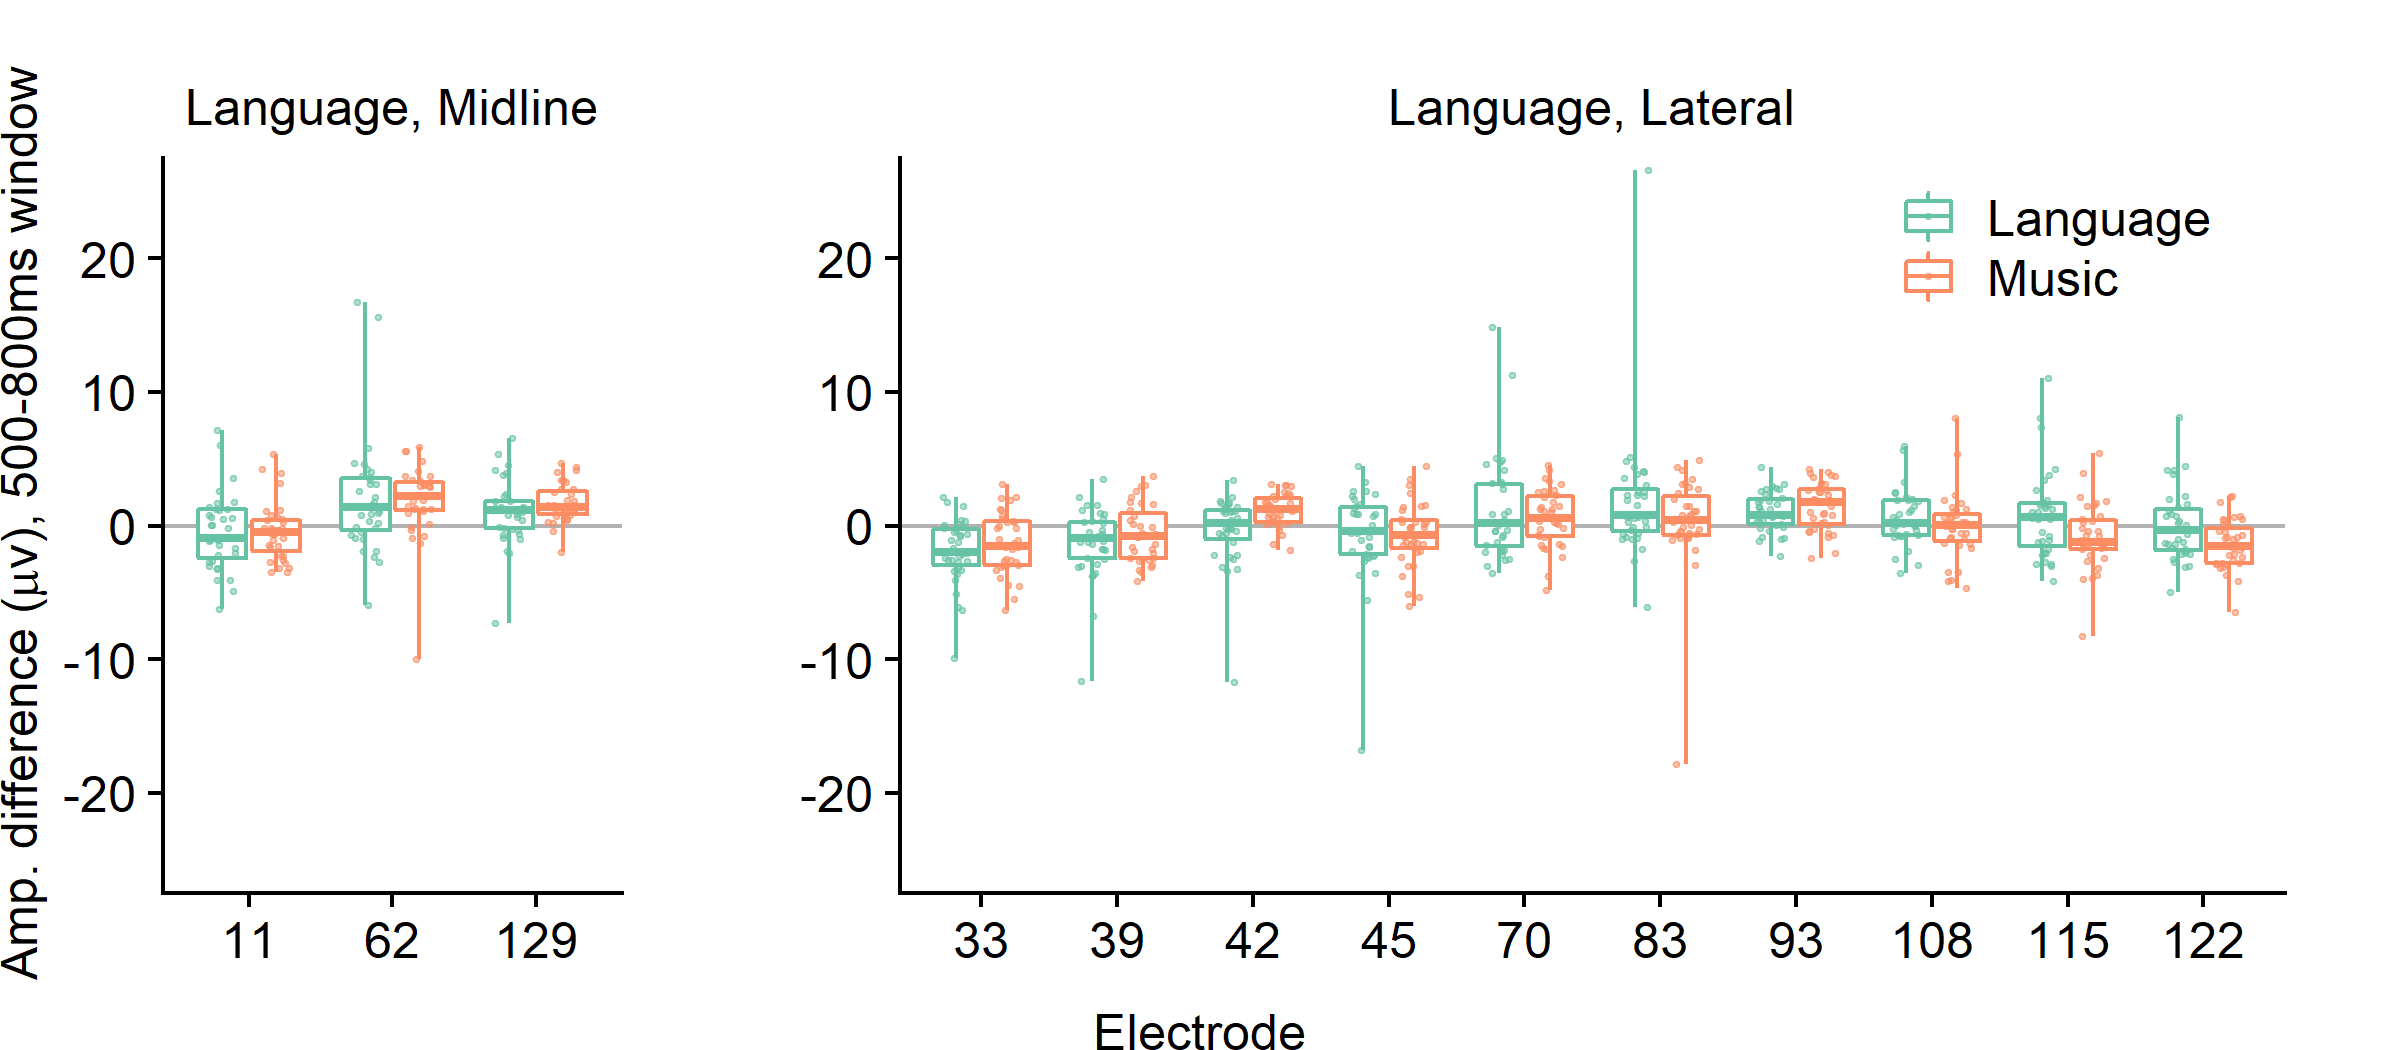 Language, Midline
Language, Lateral
Amp. difference (μv), 500-800ms window
20
10
0
-10
-20
11 62 129
20
10
0
-10
-20
33 39 42 45 70 83 93 108 115 122
Language
Music
Electrode